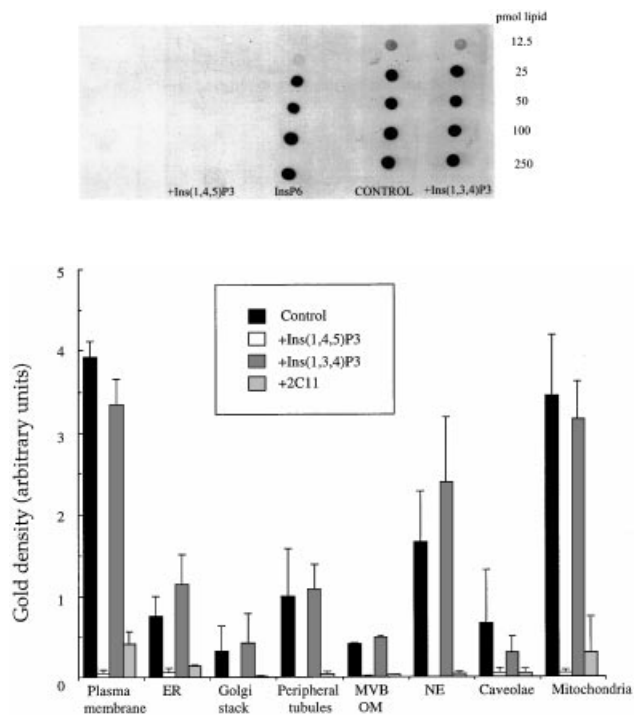 pmol lipid
12.5
25
50
100
250
+Ins(1,4,5)P3 InsP6 CONTROL +Ins(1,3,4)P3
5
4
3
2
1
0
Gold density (arbitrary units)
Control
+Ins(1,4,5)P3
+Ins(1,3,4)P3
+2C11
Plasma ER Golgi Peripheral MVB NE Caveolae Mitochondria
membrane stack tubules OM